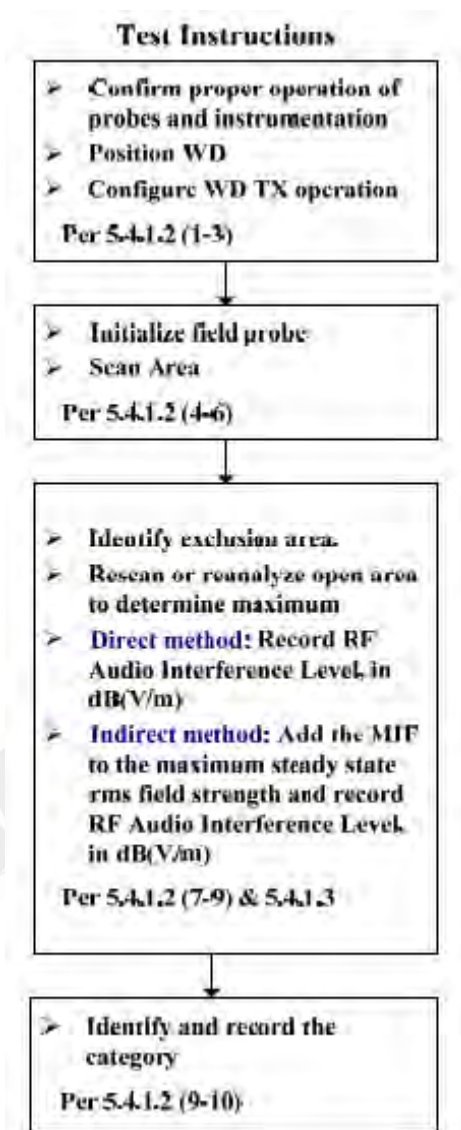 Test Instructions
➢ Confirm proper operation of
probes and instrumentation
➢ Position WD
➢ Configure WD TX operation
Per 5.4.1.2 (1-3)
➢ Initialize field probe
➢ Scan Area
Per 5.4.1.2 (4-6)
➢ Identify exclusion area.
➢ Rescan or reanalyze open area
to determine maximum
➢ Direct method: Record RF
Audio Interference Level, in
dB(V/m)
➢ Indirect method: Add the MIF
to the maximum steady state
rms field strength and record
RF Audio Interference Level,
in dB(V/m)
Per 5.4.1.2 (7-9) & 5.4.1.3
➢ Identify and record the
category
Per 5.4.1.2 (9-10)